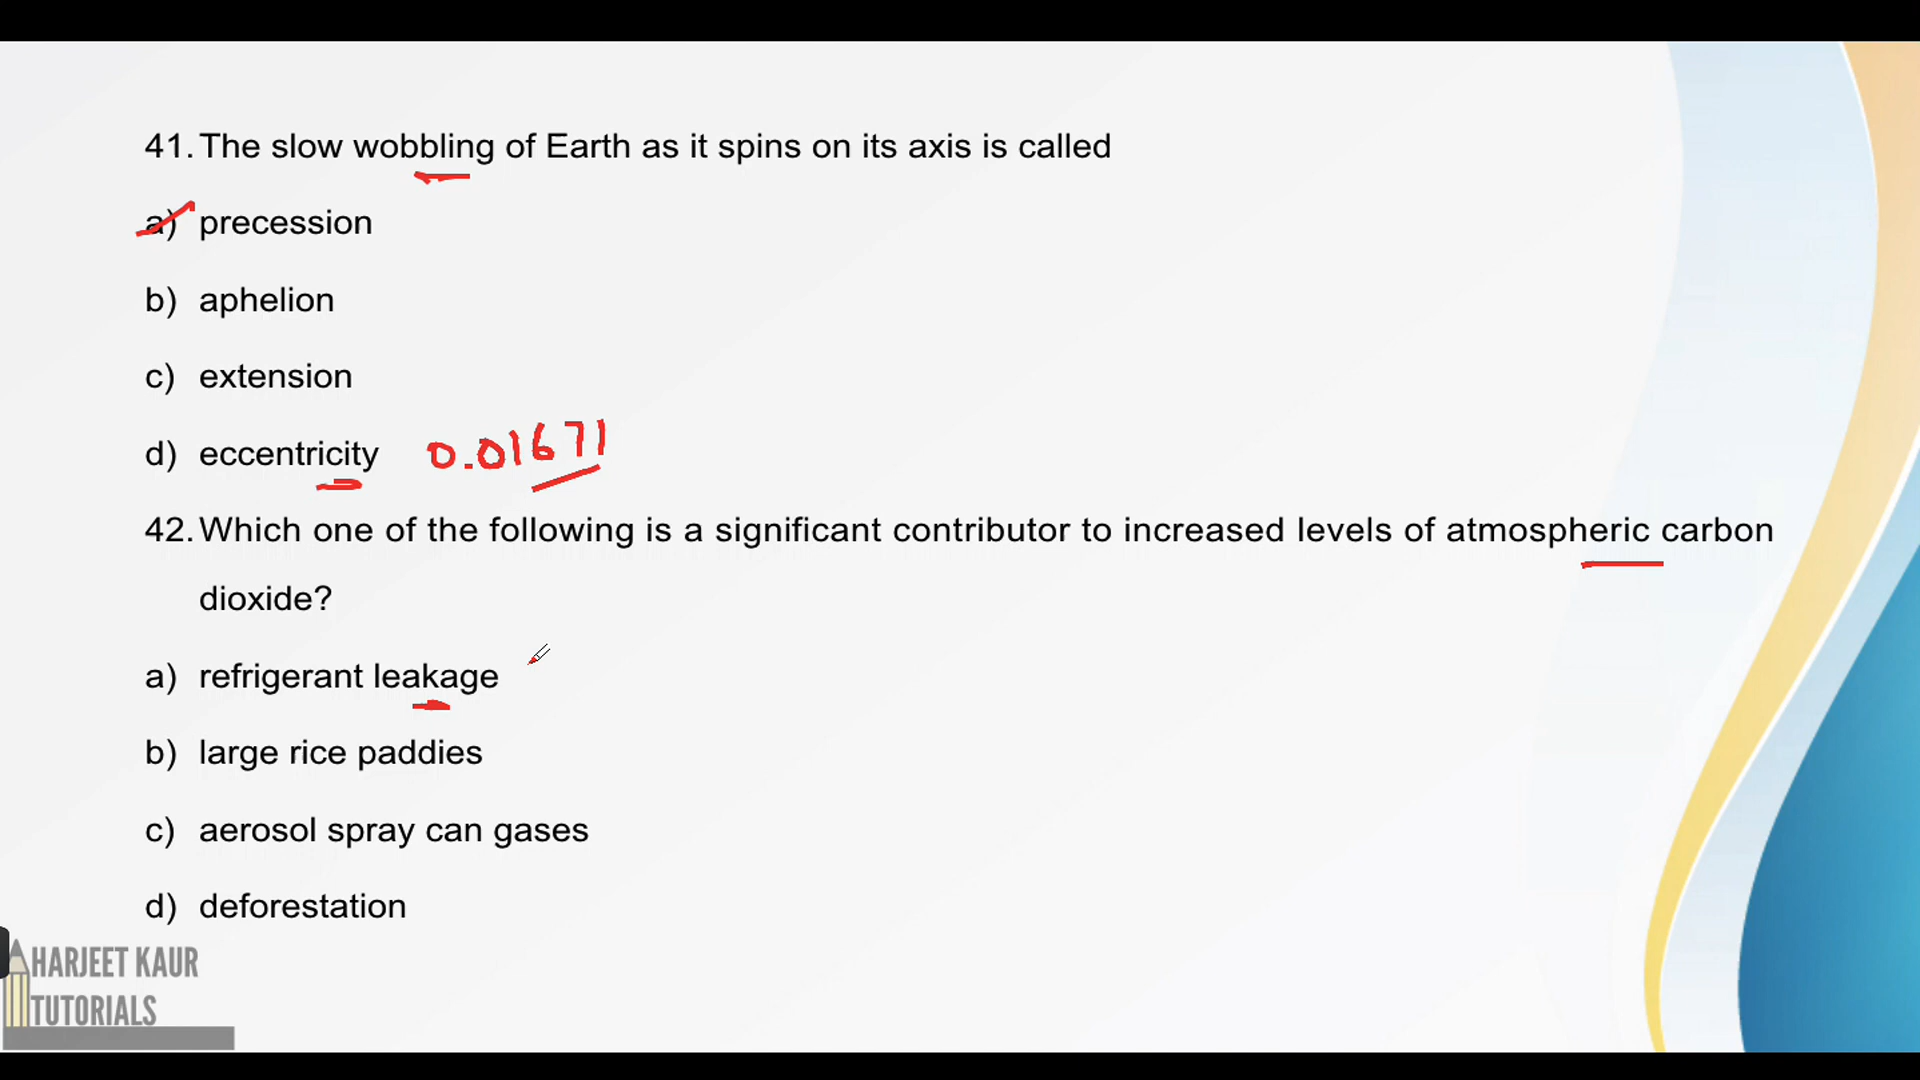 41. The slow wobbling of Earth as it spins on its axis is called
a) precession
b) aphelion
c) extension
d) eccentricity 0.01671
42. Which one of the following is a significant contributor to increased levels of atmospheric carbon
dioxide?
a) refrigerant leakage
b) large rice paddies
c) aerosol spray can gases
d) deforestation
HARJEET KAUR
TUTORIALS